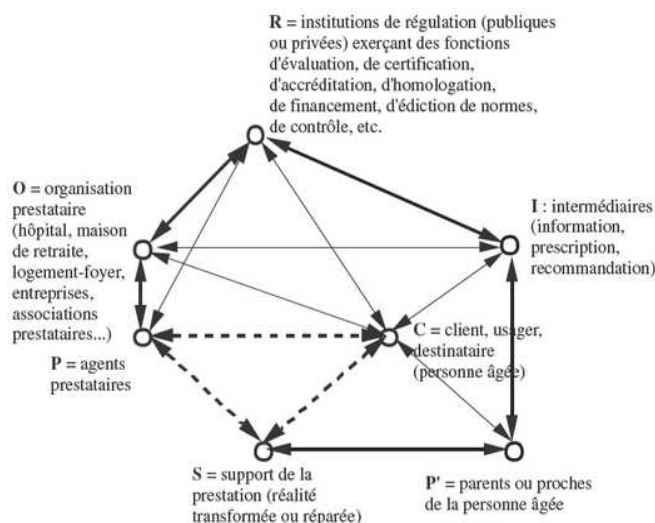 R = institutions de régulation (publiques
ou privées) exerçant des fonctions
d'évaluation, de certification,
d'accréditation, d'homologation,
de financement, d'édiction de normes,
de contrôle, etc.
O = organisation
prestataire
(hôpital, maison
de retraite,
logement-foyer,
entreprises,
associations
prestataires...)
I : intermédiaires
(information,
prescription,
recommandation)
C = client, usager,
destinataire
(personne âgée)
P = agents
prestataires
S = support de la
prestation (réalité
transformée ou réparée)
P' = parents ou proches
de la personne âgée